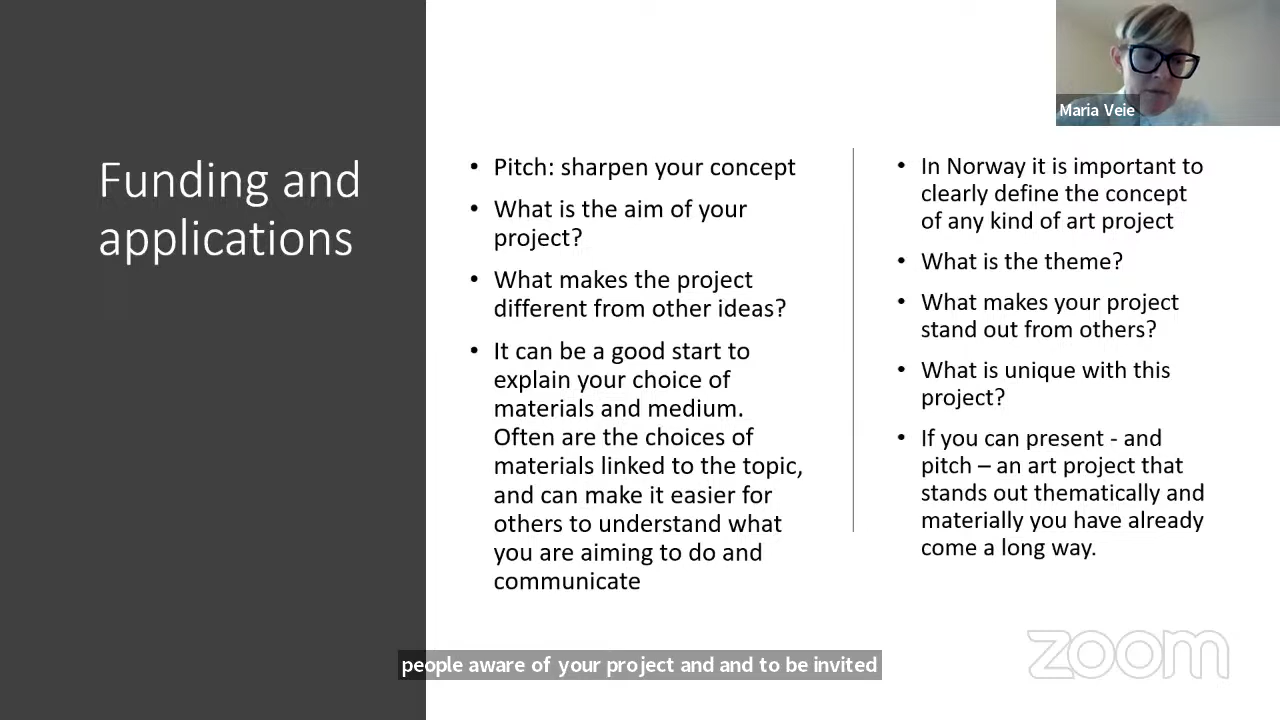 Funding and
applications
• Pitch: sharpen your concept
• What is the aim of your
project?
• What makes the project
different from other ideas?
• It can be a good start to
explain your choice of
materials and medium.
Often are the choices of
materials linked to the topic,
and can make it easier for
others to understand what
you are aiming to do and
communicate
• In Norway it is important to
clearly define the concept
of any kind of art project
• What is the theme?
• What makes your project
stand out from others?
• What is unique with this
project?
• If you can present - and
pitch – an art project that
stands out thematically and
materially you have already
come a long way.
Maria Veie
people aware of your project and and to be invited
zoom